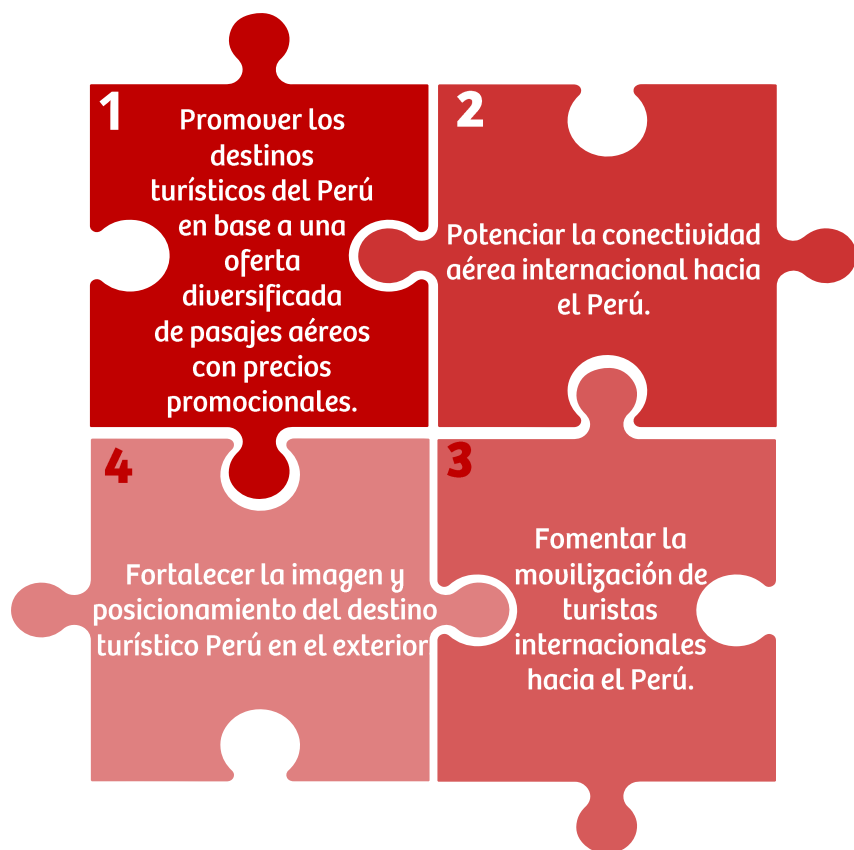 1
Promover los
destinos
turísticos del Perú
en base a una
oferta
diversificada
de pasajes aéreos
con precios
promocionales.
2
Potenciar la conectividad
aérea internacional hacia
el Perú.
4
Fortalecer la imagen y
posicionamiento del destino
turístico Perú en el exterior
3
Fomentar la
movilización de
turistas
internacionales
hacia el Perú.